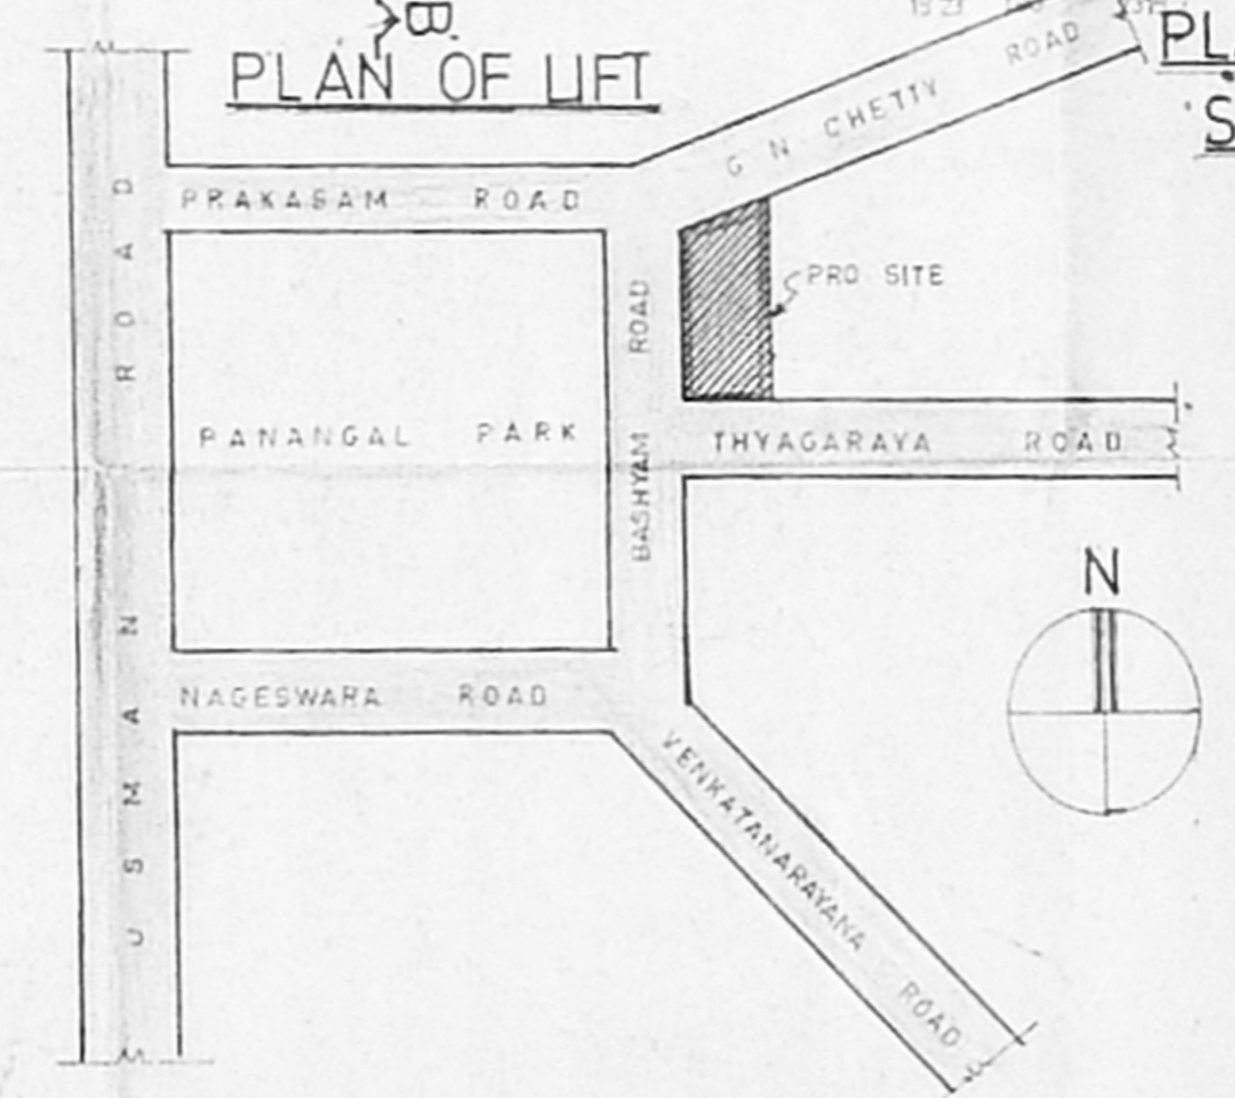 B.
PLAN OF LIFT
G N CHETTY ROAD
PRAKASAM ROAD
PRO SITE
USMAN ROAD
BASHYAM ROAD
PANANGAL PARK
THYAGARAYA ROAD
N
NAGESWARA ROAD
VENKATANARAYANA ROAD